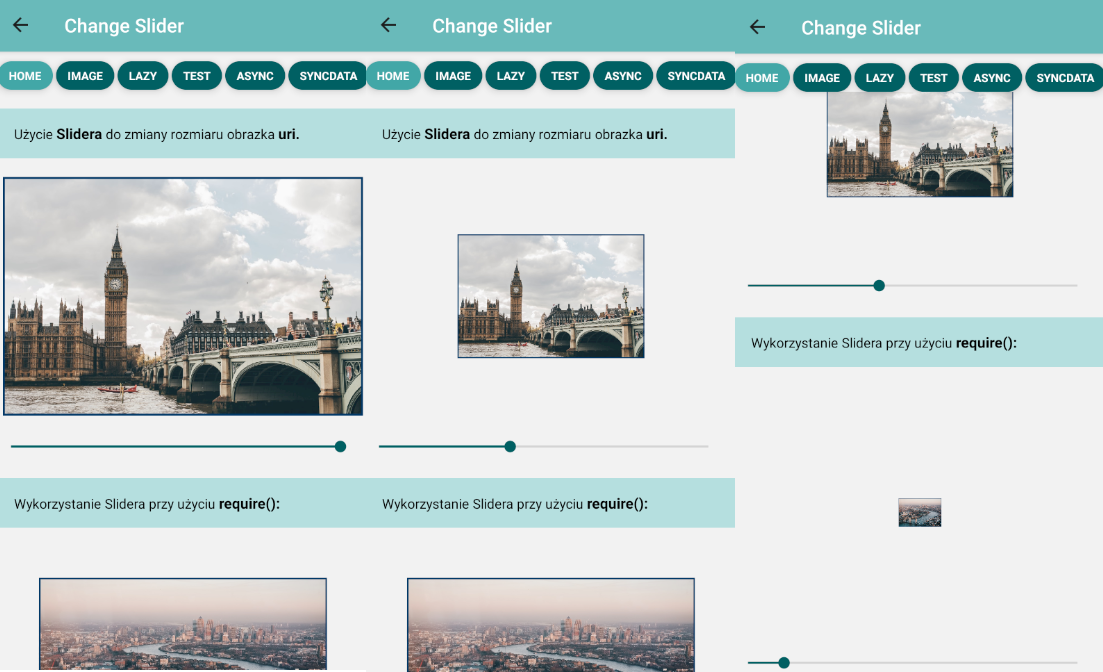 Change Slider
HOME IMAGE LAZY TEST ASYNC SYNCDATA
Użycie Slidera do zmiany rozmiaru obrazka uri.
Wykorzystanie Slidera przy użyciu require():
Change Slider
HOME IMAGE LAZY TEST ASYNC SYNCDATA
Użycie Slidera do zmiany rozmiaru obrazka uri.
Wykorzystanie Slidera przy użyciu require():
Change Slider
HOME IMAGE LAZY TEST ASYNC SYNCDATA
Wykorzystanie Slidera przy użyciu require():